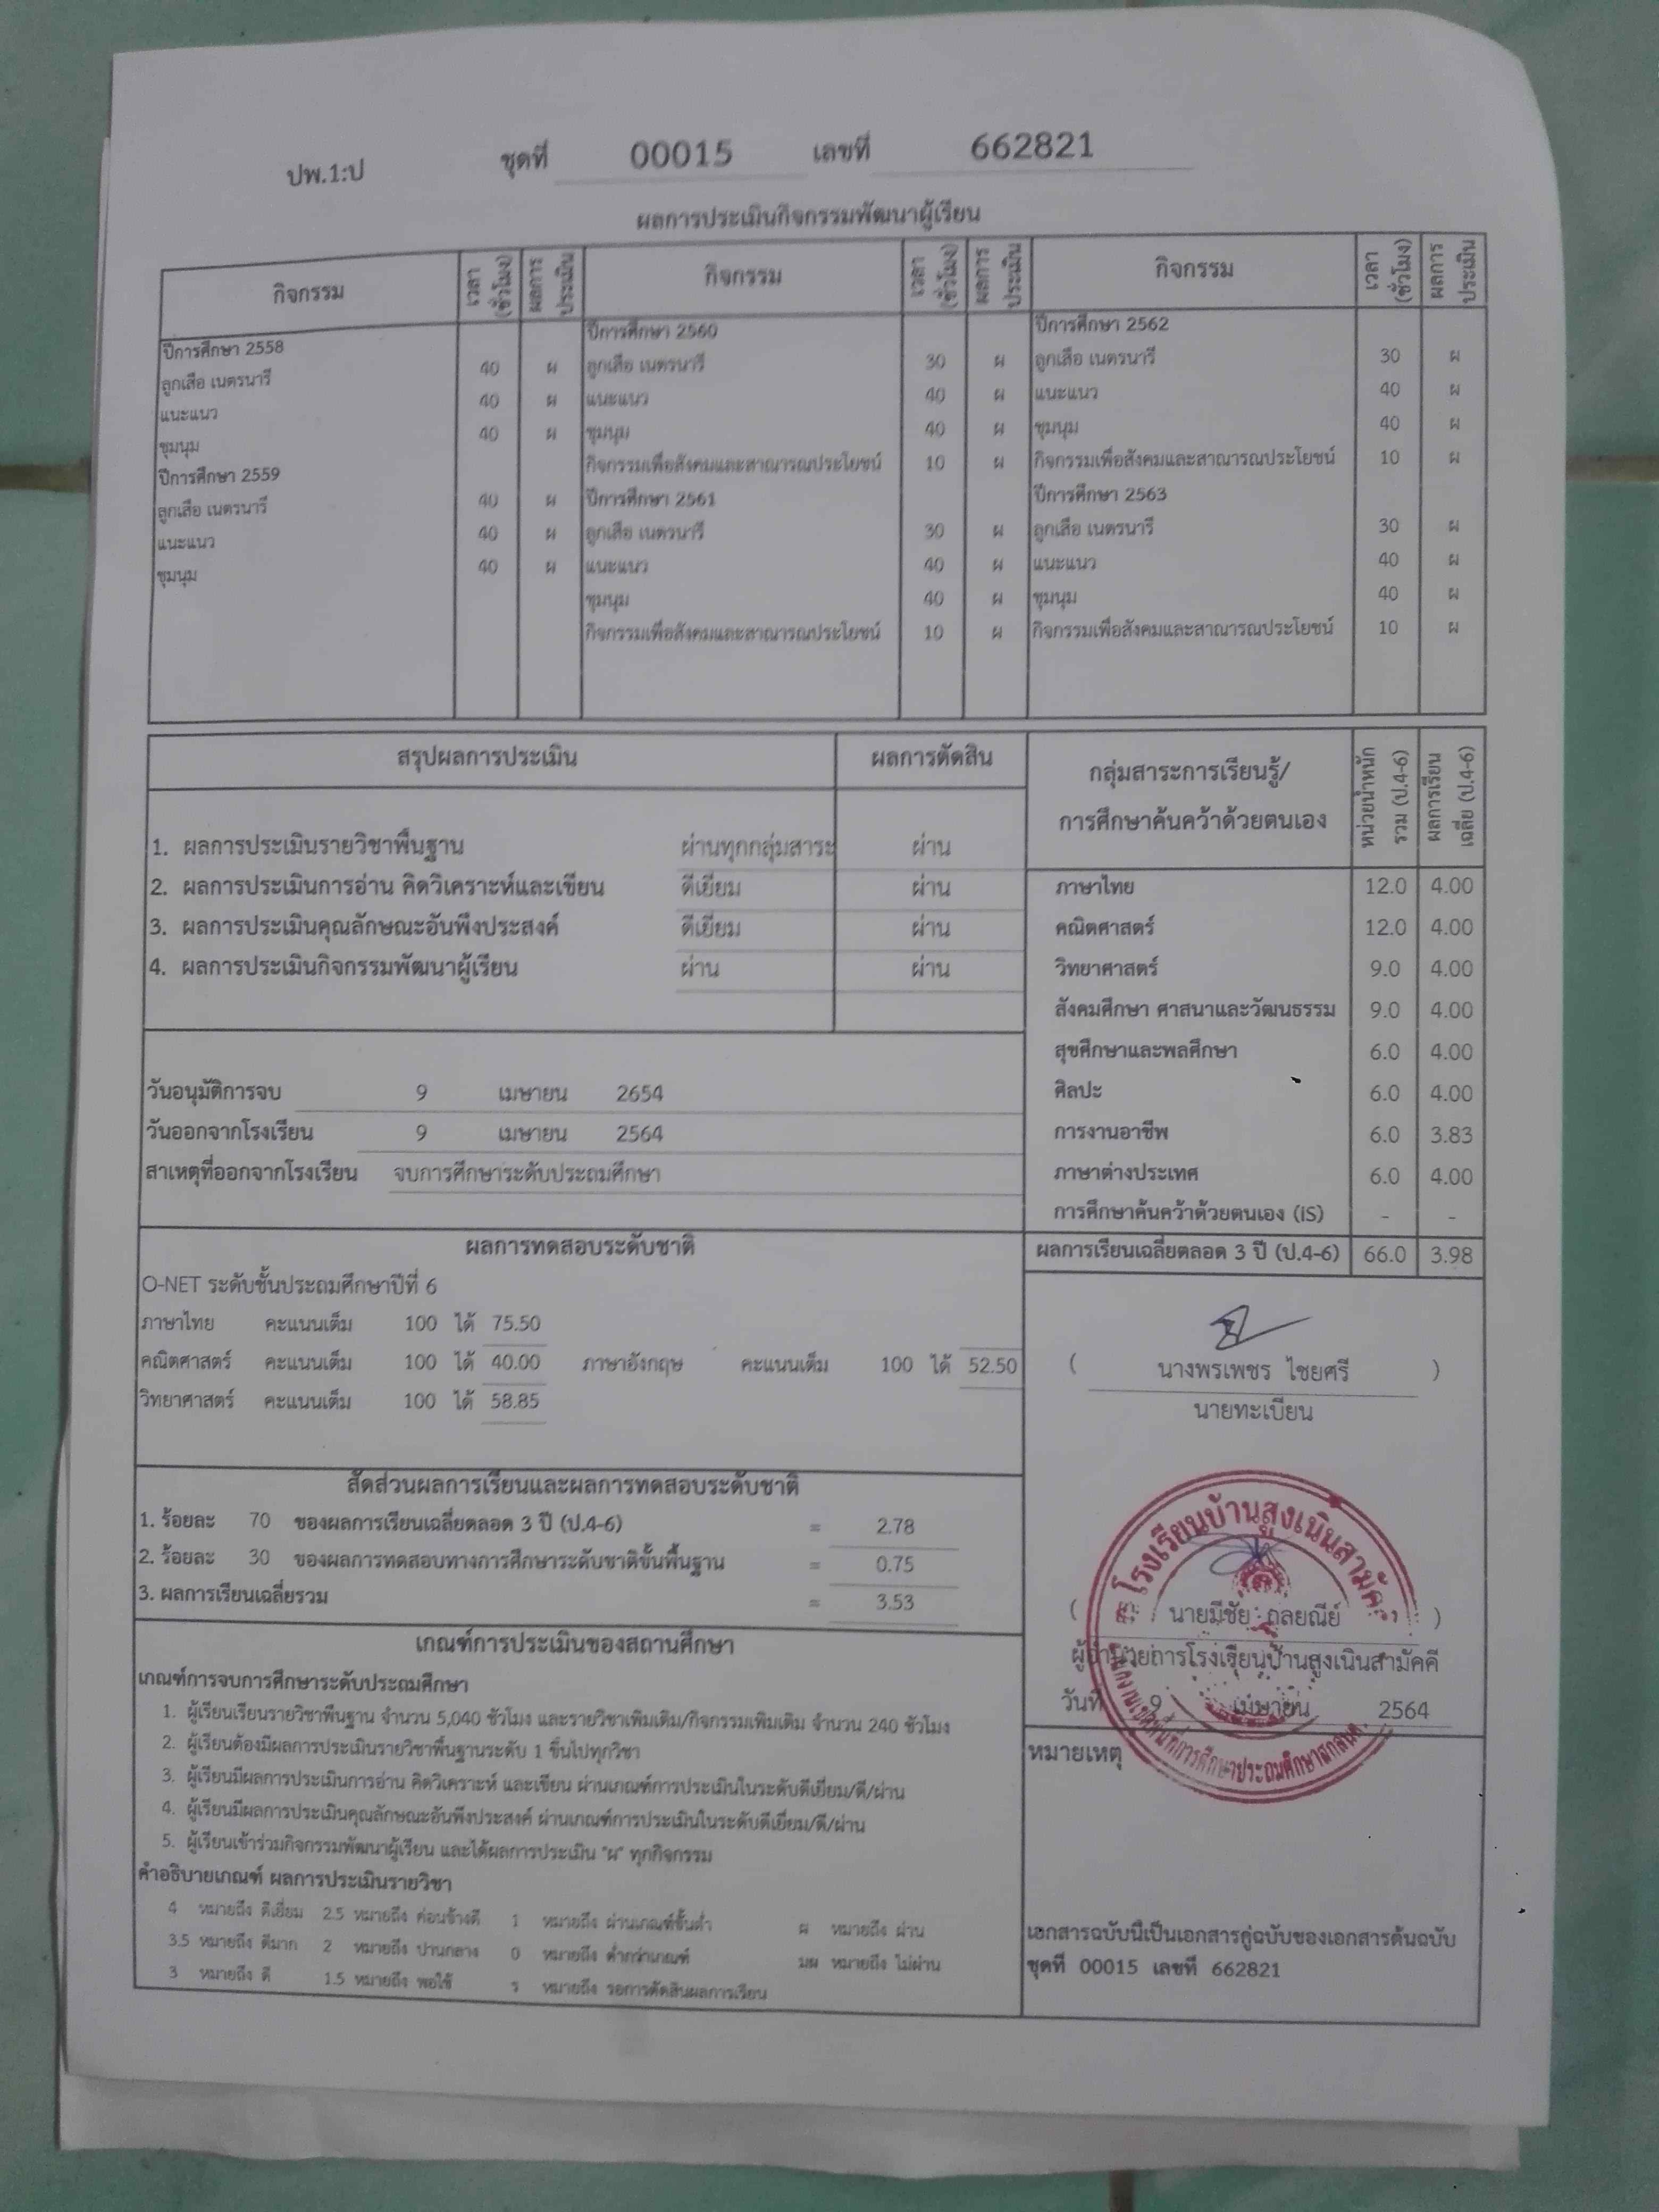 ปพ.1:ป ชุดที่ 00015 เลขที่ 662821
ผลการประเมินกิจกรรมพัฒนาผู้เรียน
กิจกรรม เวลา (ชั่วโมง) ผลการประเมิน กิจกรรม เวลา (ชั่วโมง) ผลการประเมิน กิจกรรม เวลา (ชั่วโมง) ผลการประเมิน
ปีการศึกษา 2558
ลูกเสือ เนตรนารี 40 ผ
แนะแนว 40 ผ
ชุมนุม 40 ผ
ปีการศึกษา 2559
ลูกเสือ เนตรนารี 40 ผ
แนะแนว 40 ผ
ชุมนุม 40 ผ
ปีการศึกษา 2560
ลูกเสือ เนตรนารี 30 ผ
แนะแนว 40 ผ
ชุมนุม 40 ผ
กิจกรรมเพื่อสังคมและสาณารณประโยชน์ 10 ผ
ปีการศึกษา 2561
ลูกเสือ เนตรนารี 30 ผ
แนะแนว 40 ผ
ชุมนุม 40 ผ
กิจกรรมเพื่อสังคมและสาณารณประโยชน์ 10 ผ
ปีการศึกษา 2562
ลูกเสือ เนตรนารี 30 ผ
แนะแนว 40 ผ
ชุมนุม 40 ผ
กิจกรรมเพื่อสังคมและสาณารณประโยชน์ 10 ผ
ปีการศึกษา 2563
ลูกเสือ เนตรนารี 30 ผ
แนะแนว 40 ผ
ชุมนุม 40 ผ
กิจกรรมเพื่อสังคมและสาณารณประโยชน์ 10 ผ
สรุปผลการประเมิน ผลการตัดสิน
1. ผลการประเมินรายวิชาพื้นฐาน ผ่านทุกกลุ่มสาระ ผ่าน
2. ผลการประเมินการอ่าน คิดวิเคราะห์และเขียน ดีเยี่ยม ผ่าน
3. ผลการประเมินคุณลักษณะอันพึงประสงค์ ดีเยี่ยม ผ่าน
4. ผลการประเมินกิจกรรมพัฒนาผู้เรียน ผ่าน ผ่าน
วันอนุมัติการจบ 9 เมษายน 2654
วันออกจากโรงเรียน 9 เมษายน 2564
สาเหตุที่ออกจากโรงเรียน จบการศึกษาระดับประถมศึกษา
ผลการทดสอบระดับชาติ
O-NET ระดับชั้นประถมศึกษาปีที่ 6
ภาษาไทย คะแนนเต็ม 100 ได้ 75.50
คณิตศาสตร์ คะแนนเต็ม 100 ได้ 40.00 ภาษาอังกฤษ คะแนนเต็ม 100 ได้ 52.50
วิทยาศาสตร์ คะแนนเต็ม 100 ได้ 58.85
สัดส่วนผลการเรียนและผลการทดสอบระดับชาติ
1. ร้อยละ 70 ของผลการเรียนเฉลี่ยตลอด 3 ปี (ป.4-6) = 2.78
2. ร้อยละ 30 ของผลการทดสอบทางการศึกษาระดับชาติขั้นพื้นฐาน = 0.75
3. ผลการเรียนเฉลี่ยรวม = 3.53
เกณฑ์การประเมินของสถานศึกษา
เกณฑ์การจบการศึกษาระดับประถมศึกษา
1. ผู้เรียนเรียนรายวิชาพื้นฐาน จำนวน 5,040 ชั่วโมง และรายวิชาเพิ่มเติม/กิจกรรมเพิ่มเติม จำนวน 240 ชั่วโมง
2. ผู้เรียนต้องมีผลการประเมินรายวิชาพื้นฐานระดับ 1 ขึ้นไปทุกวิชา
3. ผู้เรียนมีผลการประเมินการอ่าน คิดวิเคราะห์ และเขียน ผ่านเกณฑ์การประเมินในระดับดีเยี่ยม/ดี/ผ่าน
4. ผู้เรียนมีผลการประเมินคุณลักษณะอันพึงประสงค์ ผ่านเกณฑ์การประเมินในระดับดีเยี่ยม/ดี/ผ่าน
5. ผู้เรียนเข้าร่วมกิจกรรมพัฒนาผู้เรียน และได้ผลการประเมิน "ผ" ทุกกิจกรรม
คำอธิบายเกณฑ์ ผลการประเมินรายวิชา
4 หมายถึง ดีเยี่ยม 2.5 หมายถึง ค่อนข้างดี 1 หมายถึง ผ่านเกณฑ์ขั้นต่ำ ผ หมายถึง ผ่าน
3.5 หมายถึง ดีมาก 2 หมายถึง ปานกลาง 0 หมายถึง ต่ำกว่าเกณฑ์ มผ หมายถึง ไม่ผ่าน
3 หมายถึง ดี 1.5 หมายถึง พอใช้ ร หมายถึง รอการตัดสินผลการเรียน
กลุ่มสาระการเรียนรู้/
การศึกษาค้นคว้าด้วยตนเอง
หน่วยน้ำหนัก รวม (ป.4-6) ผลการเรียน เฉลี่ย (ป.4-6)
ภาษาไทย 12.0 4.00
คณิตศาสตร์ 12.0 4.00
วิทยาศาสตร์ 9.0 4.00
สังคมศึกษา ศาสนาและวัฒนธรรม 9.0 4.00
สุขศึกษาและพลศึกษา 6.0 4.00
ศิลปะ 6.0 4.00
การงานอาชีพ 6.0 3.83
ภาษาต่างประเทศ 6.0 4.00
การศึกษาค้นคว้าด้วยตนเอง (IS) - -
ผลการเรียนเฉลี่ยตลอด 3 ปี (ป.4-6) 66.0 3.98
( นางพรเพชร ไชยศรี )
นายทะเบียน
โรงเรียนบ้านสูงเนินสามัคคี
( นายมีชัย กุลยณีย์ )
ผู้อำนวยการโรงเรียนบ้านสูงเนินสามัคคี
วันที่ 9 เมษายน 2564
หมายเหตุ
เอกสารฉบับนี้เป็นเอกสารคู่ฉบับของเอกสารต้นฉบับ
ชุดที่ 00015 เลขที่ 662821